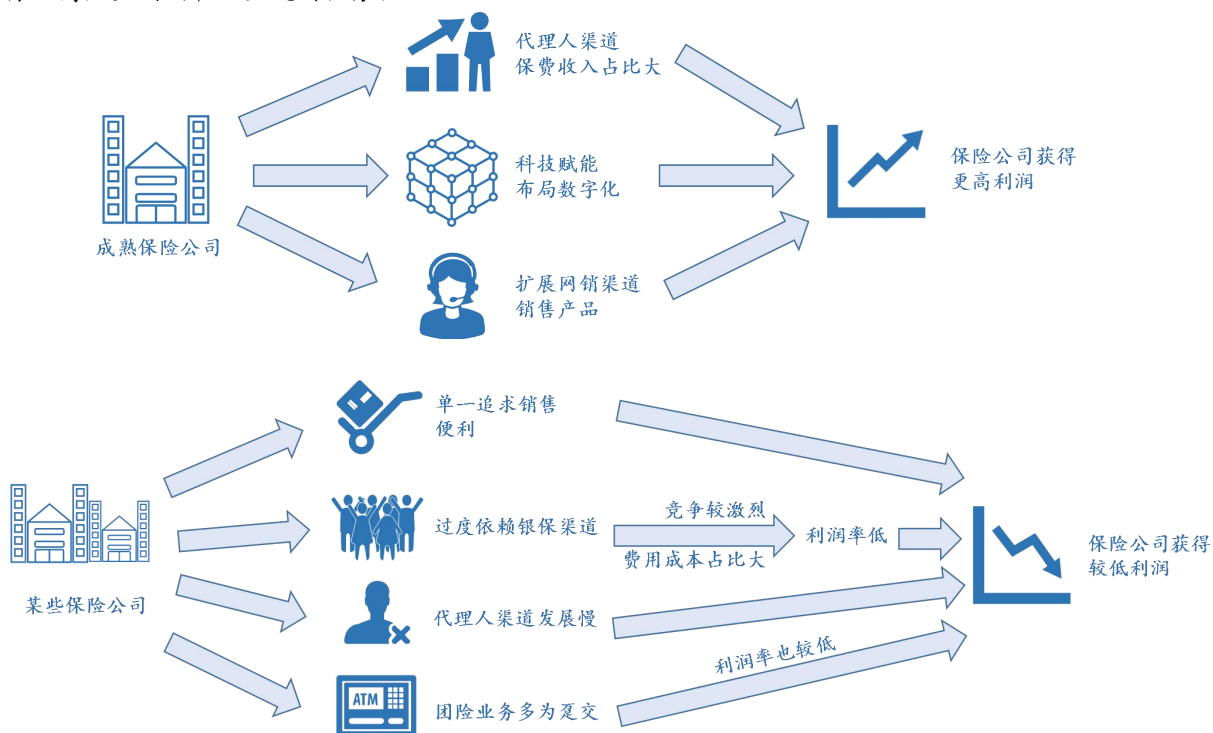 代理人渠道
保费收入占比大
科技赋能
布局数字化
保险公司获得
更高利润
成熟保险公司
扩展网销渠道
销售产品
单一追求销售
便利
过度依赖银保渠道
竞争较激烈
费用成本占比大
利润率低
保险公司获得
较低利润
某些保险公司
代理人渠道发展慢
利润率也较低
ATM
团险业务多为趸交